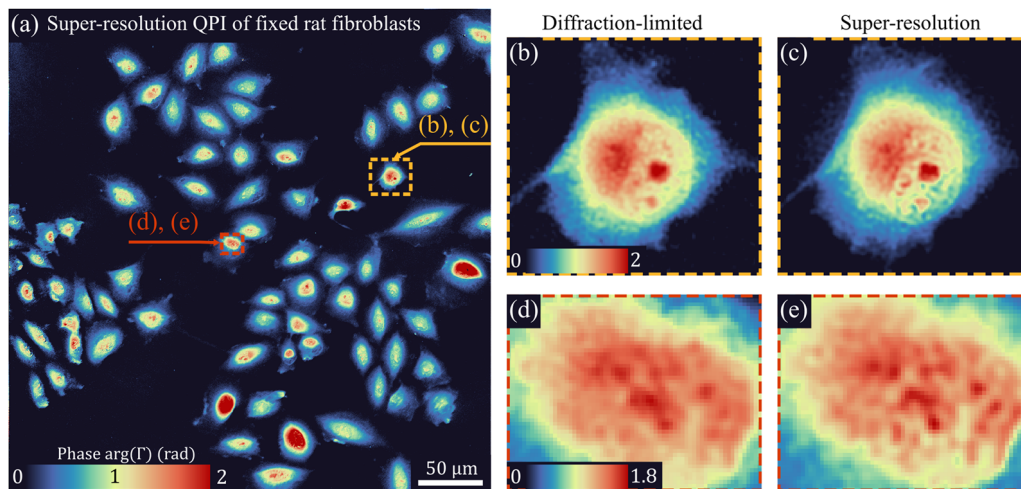 (a) Super-resolution QPI of fixed rat fibroblasts
(b), (c)
(d), (e)
Phase arg(Γ) (rad)
0 1 2
50 μm
Diffraction-limited
Super-resolution
(b)
0 2
(c)
(d)
0 1.8
(e)